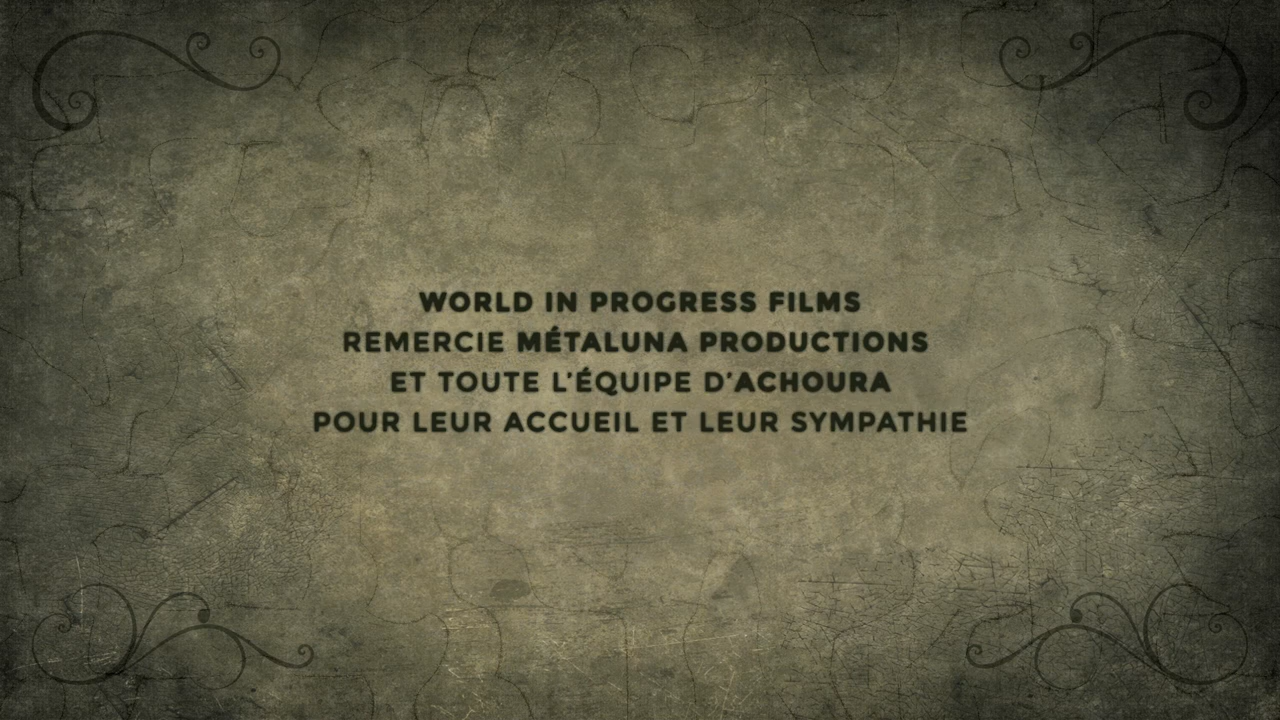 WORLD IN PROGRESS FILMS
REMERCIE MÉTALUNA PRODUCTIONS
ET TOUTE L'ÉQUIPE D'ACHOURA
POUR LEUR ACCUEIL ET LEUR SYMPATHIE